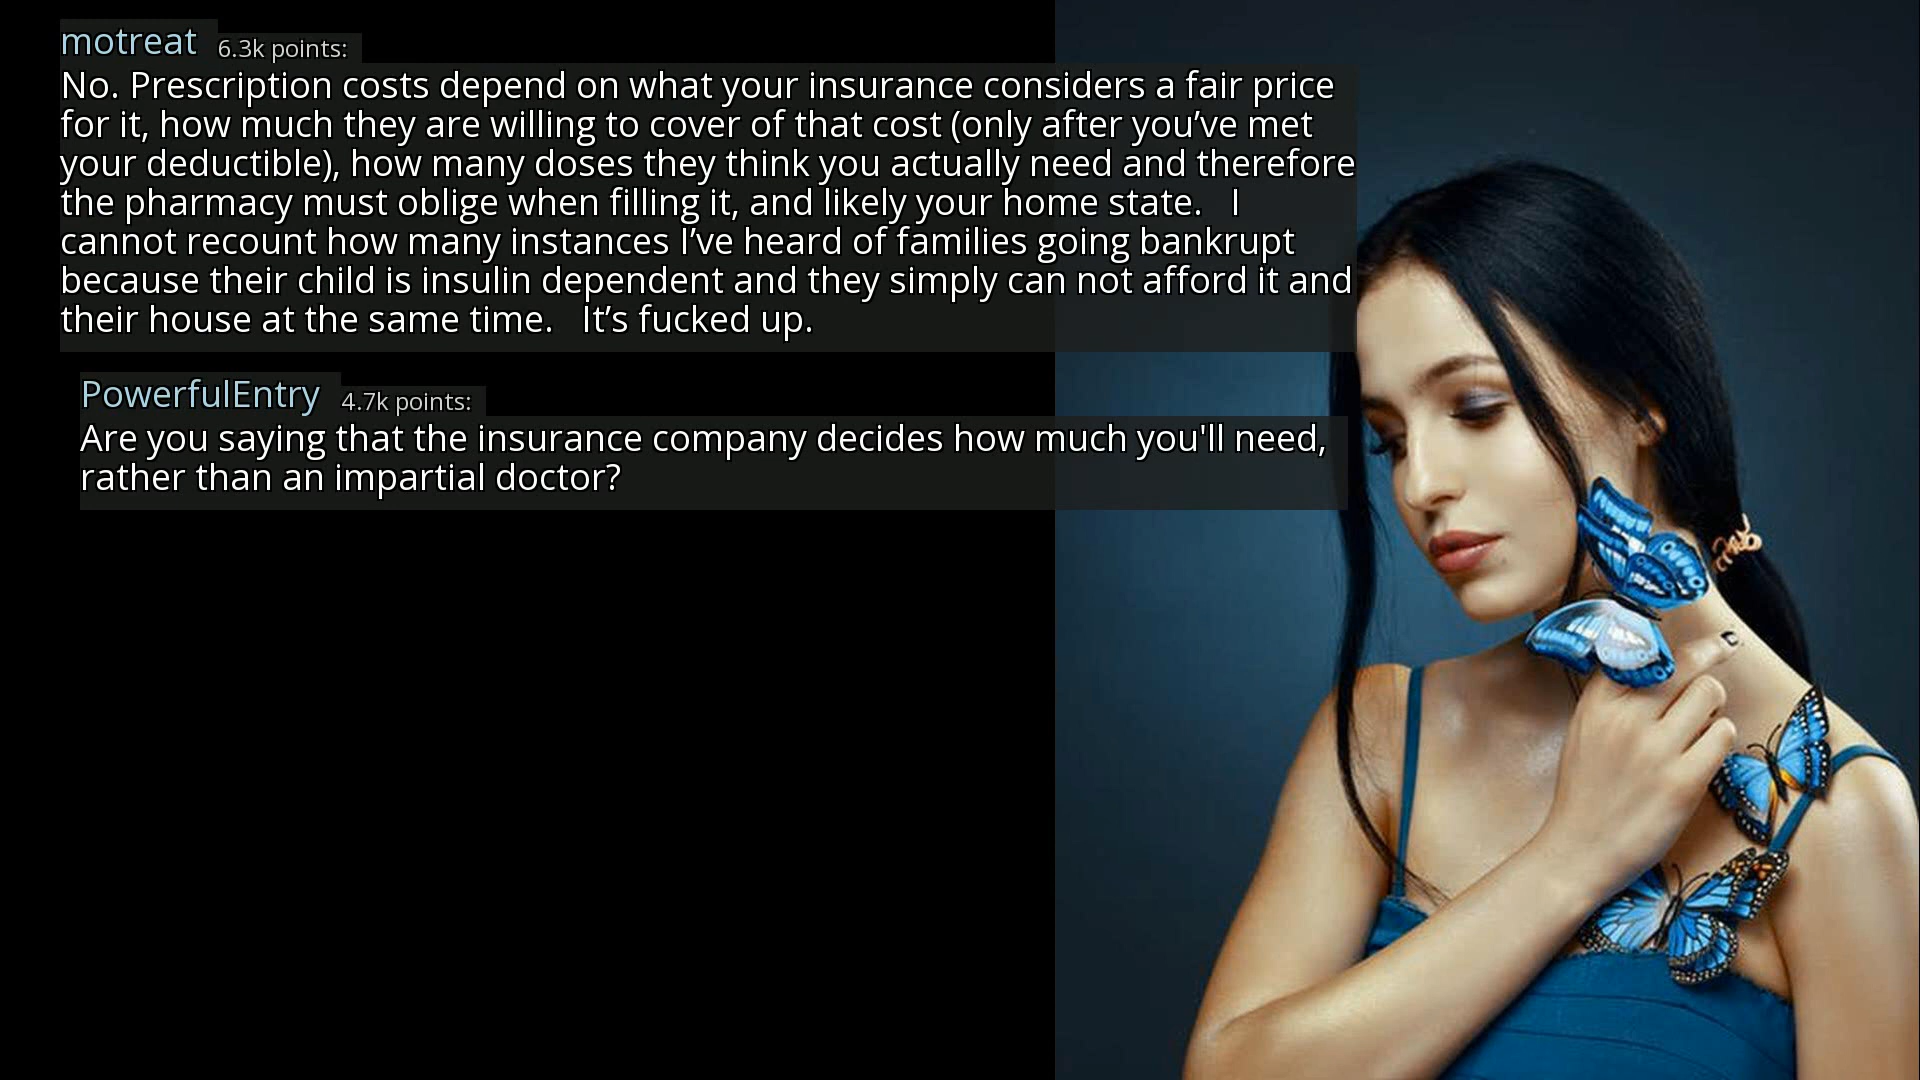 motreat 6.3k points:
No. Prescription costs depend on what your insurance considers a fair price
for it, how much they are willing to cover of that cost (only after you’ve met
your deductible), how many doses they think you actually need and therefore
the pharmacy must oblige when filling it, and likely your home state.   I
cannot recount how many instances I’ve heard of families going bankrupt
because their child is insulin dependent and they simply can not afford it and
their house at the same time.   It’s fucked up.
PowerfulEntry 4.7k points:
Are you saying that the insurance company decides how much you'll need,
rather than an impartial doctor?